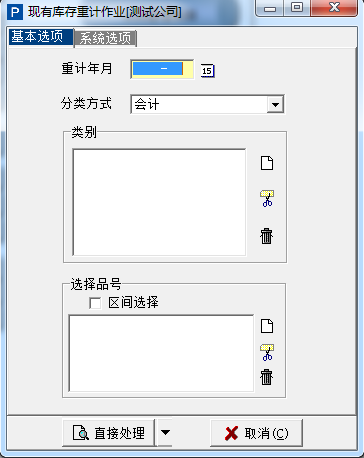 现有库存重计作业[测试公司]
基本选项 系统选项
重计年月 - 15
分类方式 会计
类别
选择品号
区间选择
直接处理 取消(C)